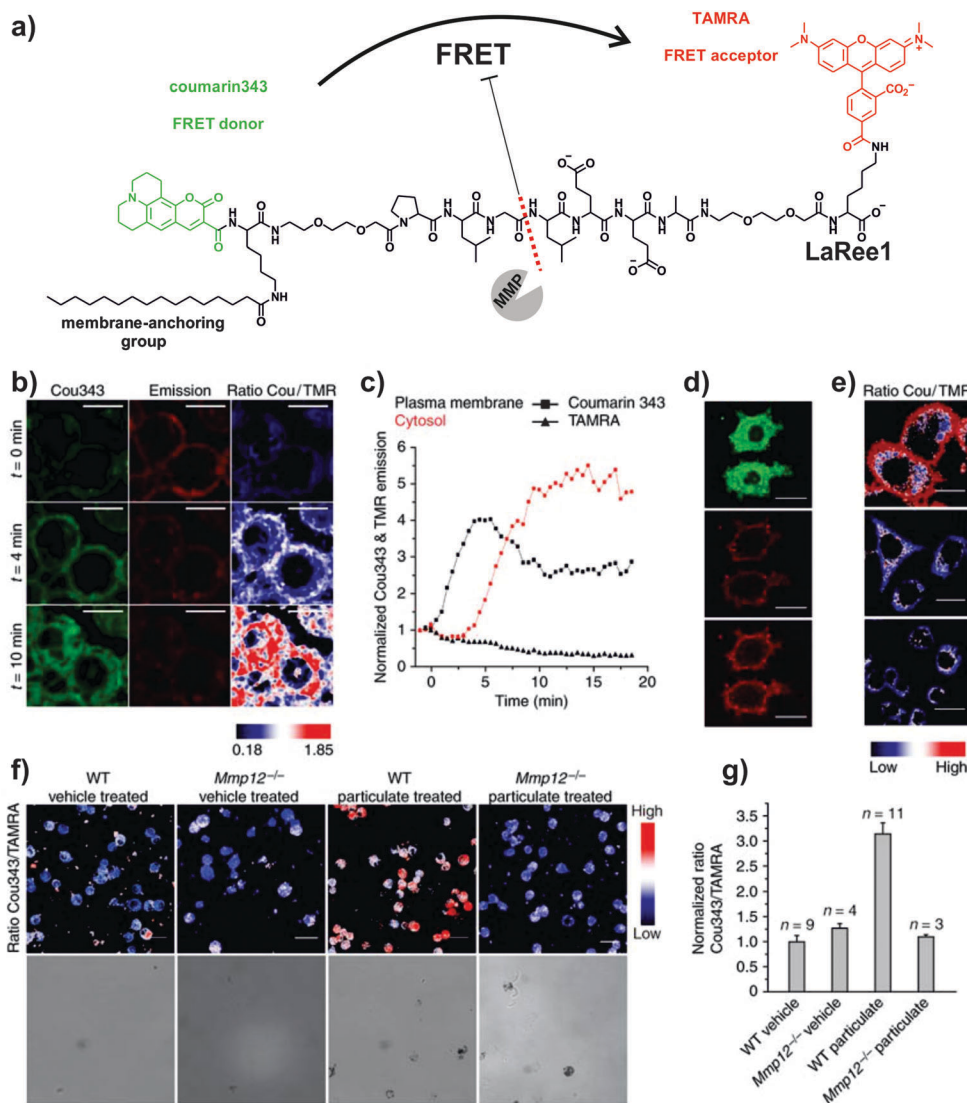 a)
FRET
TAMRA
FRET acceptor
coumarin343
FRET donor
N
O
O
O
H
N
O
N
H
O
O
O
N
O
H
N
O
N
H
O
H
N
O
N
H
O
H
N
O
N
H
O
O
O
N
H
O
O⁻
O
O⁻
O
O⁻
O
NH
O
CO₂⁻
N
O
N
+
NH
O
MMP
LaRee1
membrane-anchoring
group
b)
Cou343
Emission
Ratio Cou/TMR
t = 0 min
t = 4 min
t = 10 min
0.18
1.85
c)
Plasma membrane
Cytosol
Coumarin 343
TAMRA
Normalized Cou343 & TMR emission
6
5
4
3
2
1
0
0
5
10
15
20
Time (min)
d)
e)
Ratio Cou/TMR
Low
High
f)
WT
vehicle treated
Mmp12−/−
vehicle treated
WT
particulate treated
Mmp12−/−
particulate treated
Ratio Cou343/TAMRA
High
Low
g)
Normalized ratio
Cou343/TAMRA
3.5
3.0
2.5
2.0
1.5
1.0
0.5
0
n = 9
n = 4
n = 11
n = 3
WT vehicle
Mmp12−/− vehicle
WT particulate
Mmp12−/− particulate